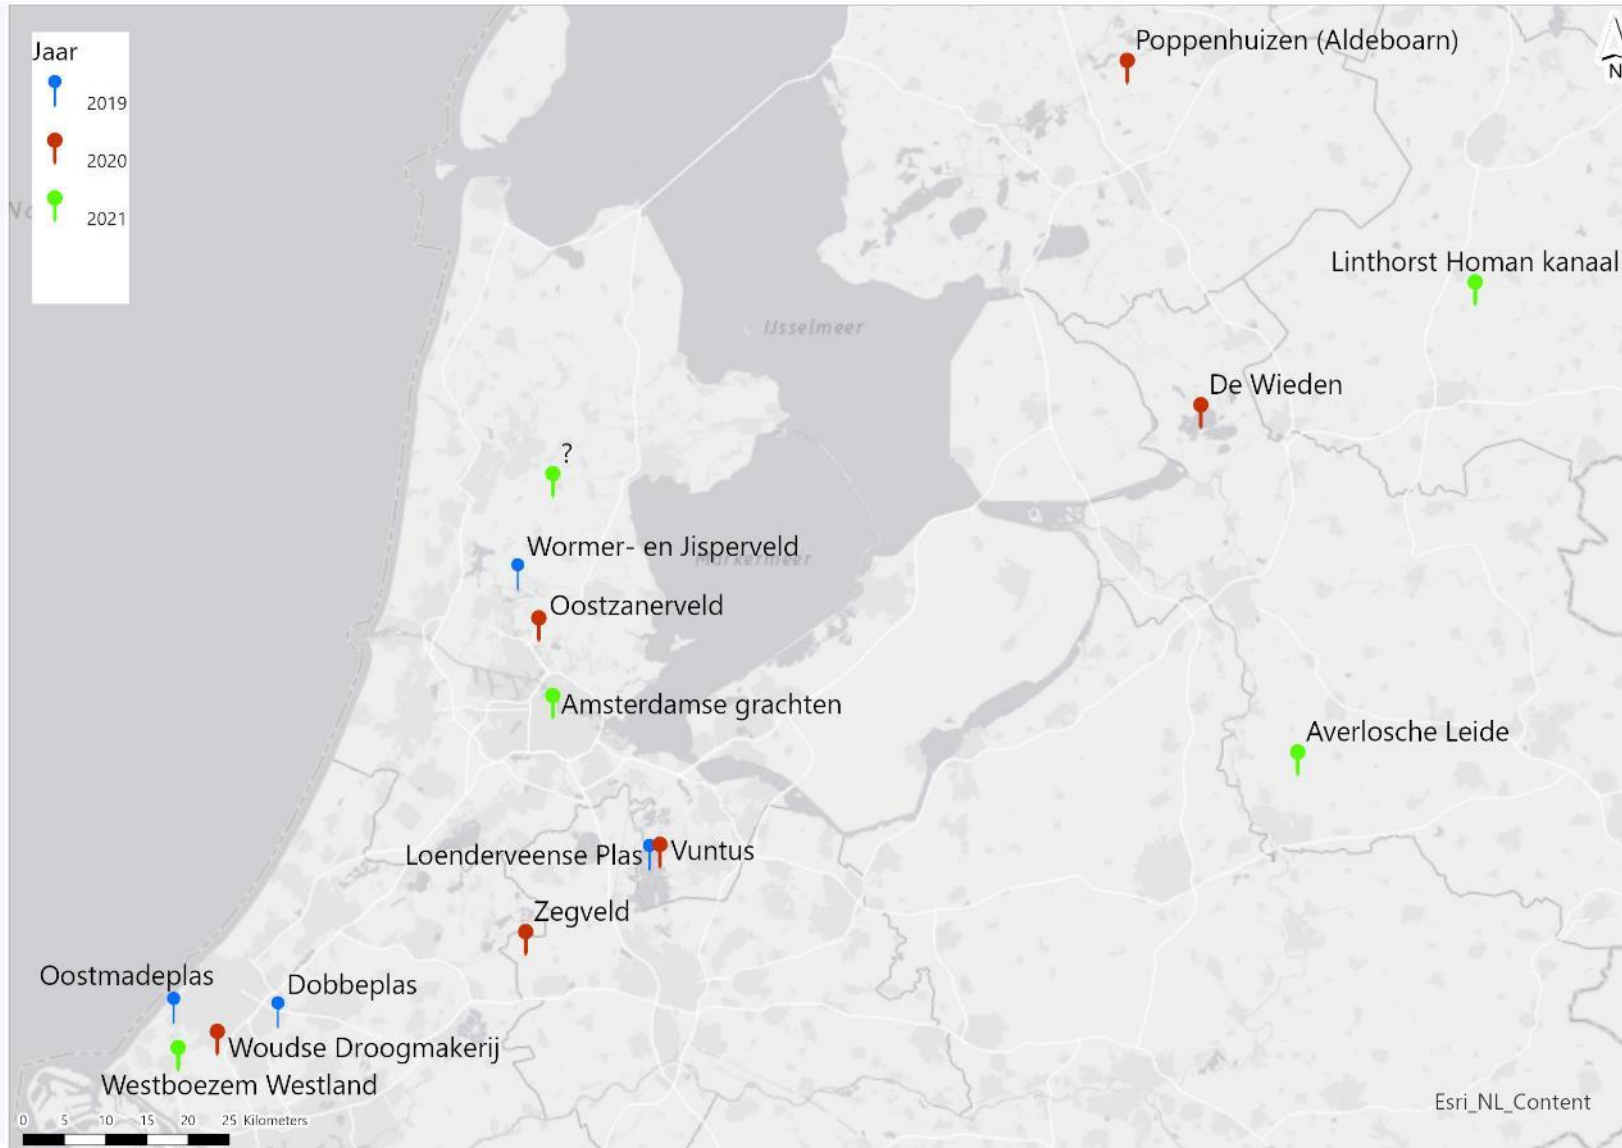 Jaar
2019
2020
2021
Poppenhuizen (Aldeboarn)
N
Linthorst Homan kanaal
IJsselmeer
De Wieden
?
Wormer- en Jisperveld
Markermeer
Oostzanerveld
Amsterdamse grachten
Averlosche Leide
Loenderveense Plas
Vuntus
Zegveld
Oostmadeplas
Dobbeplas
Woudse Droogmakerij
Westboezem Westland
Esri_NL_Content
0 5 10 15 20 25 Kilometers